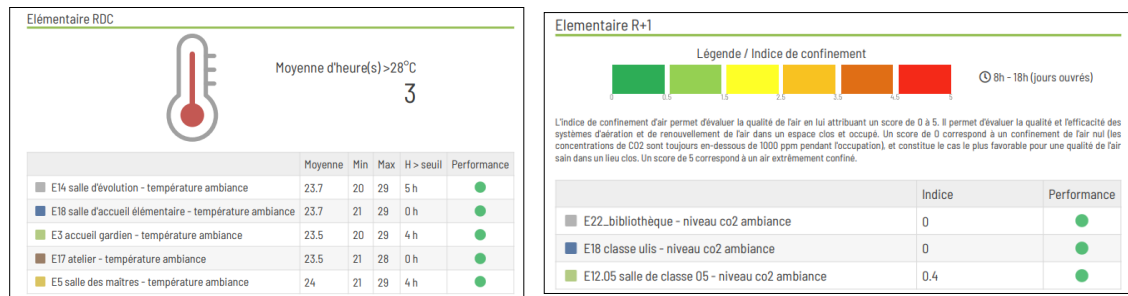 Elémentaire RDC
Moyenne d'heure(s) >28°C
3
Moyenne Min Max H > seuil Performance
E14 salle d'évolution - température ambiance 23.7 20 29 5 h
E18 salle d'accueil élémentaire - température ambiance 23.7 21 29 0 h
E3 accueil gardien - température ambiance 23.5 20 29 4 h
E17 atelier - température ambiance 23.5 21 28 0 h
E5 salle des maîtres - température ambiance 24 21 29 4 h
Elementaire R+1
Légende / Indice de confinement
8h - 18h (jours ouvrés)
0 0.5 1.5 2.5 3.5 4.5 5
L'indice de confinement d'air permet d'évaluer la qualité de l'air en lui attribuant un score de 0 à 5. Il permet d'évaluer la qualité et l'efficacité des
systèmes d'aération et de renouvellement de l'air dans un espace clos et occupé. Un score de 0 correspond à un confinement de l'air nul (les
concentrations de CO2 sont toujours en-dessous de 1000 ppm pendant l'occupation), et constitue le cas le plus favorable pour une qualité de l'air
sain dans un lieu clos. Un score de 5 correspond à un air extrêmement confiné.
Indice Performance
E22_bibliothèque - niveau co2 ambiance 0
E18 classe ulis - niveau co2 ambiance 0
E12.05 salle de classe 05 - niveau co2 ambiance 0.4